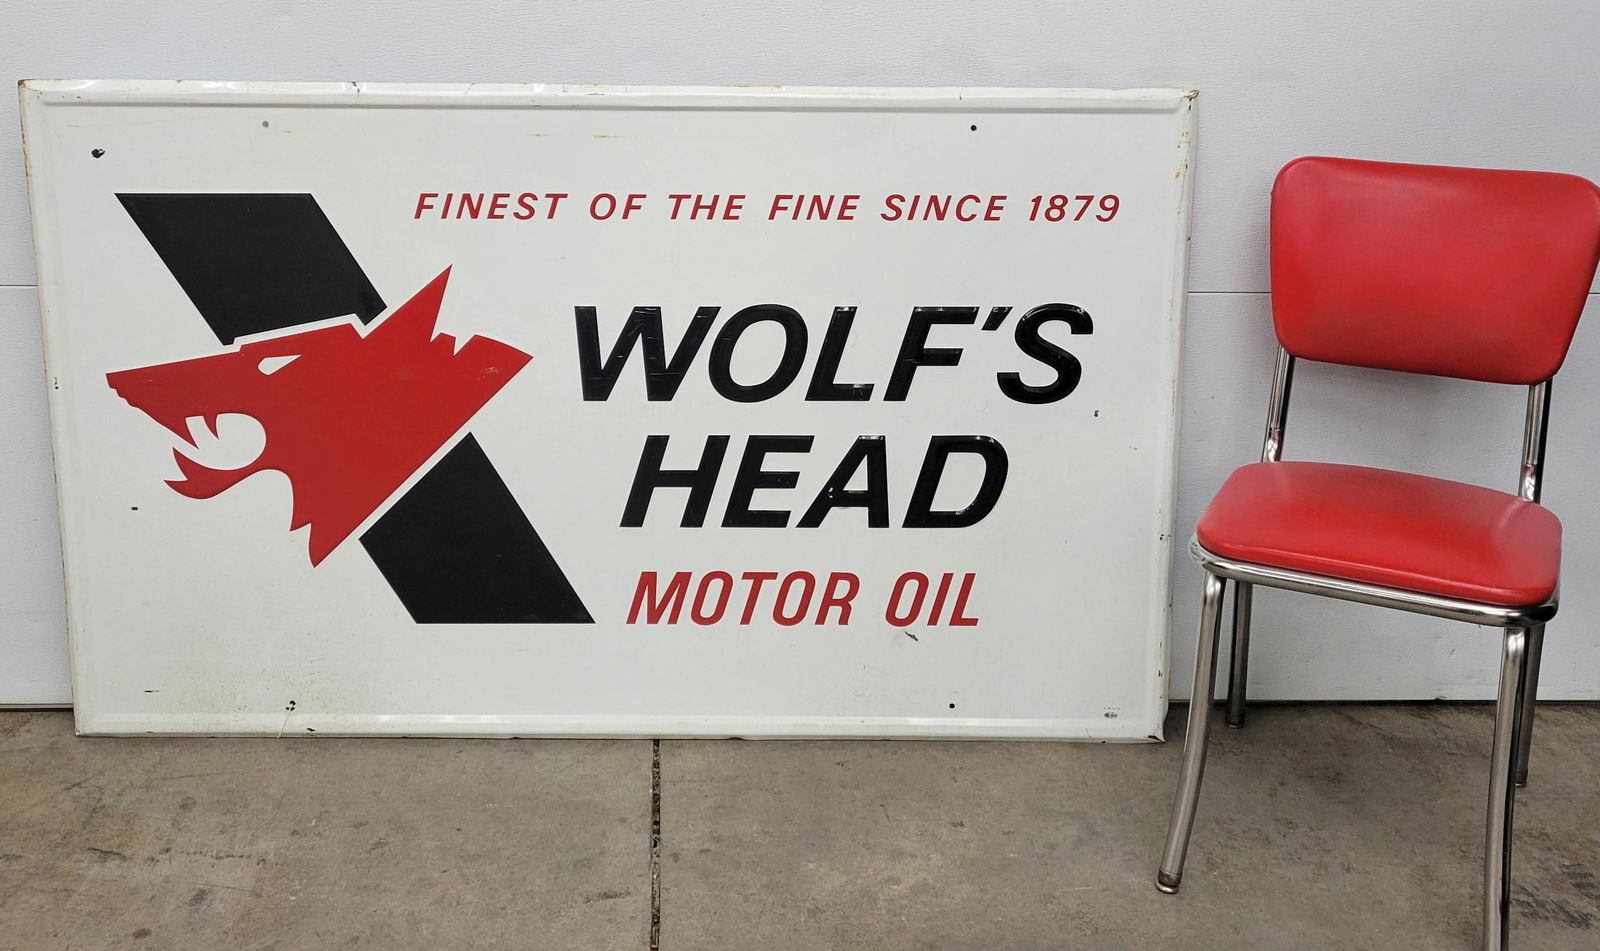 FINEST OF THE FINE SINCE 1879
WOLF'S
HEAD
MOTOR OIL